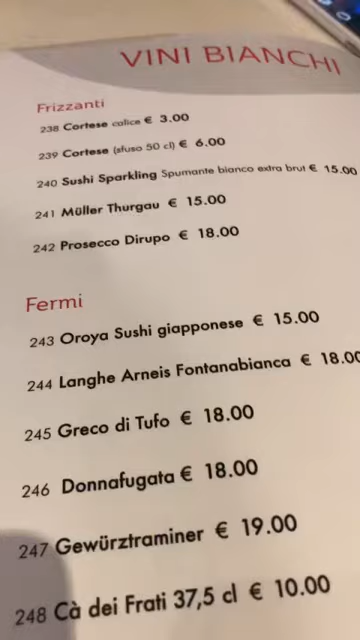 VINI BIANCHI
Frizzanti
238 Cortese calice € 3.00
239 Cortese (sfuso 50 cl) € 6.00
240 Sushi Sparkling Spumante bianco extra brut € 15.00
241 Müller Thurgau € 15.00
242 Prosecco Dirupo € 18.00
Fermi
243 Oroya Sushi giapponese € 15.00
244 Langhe Arneis Fontanabianca € 18.00
245 Greco di Tufo € 18.00
246 Donnafugata € 18.00
247 Gewürztraminer € 19.00
248 Cà dei Frati 37,5 cl € 10.00